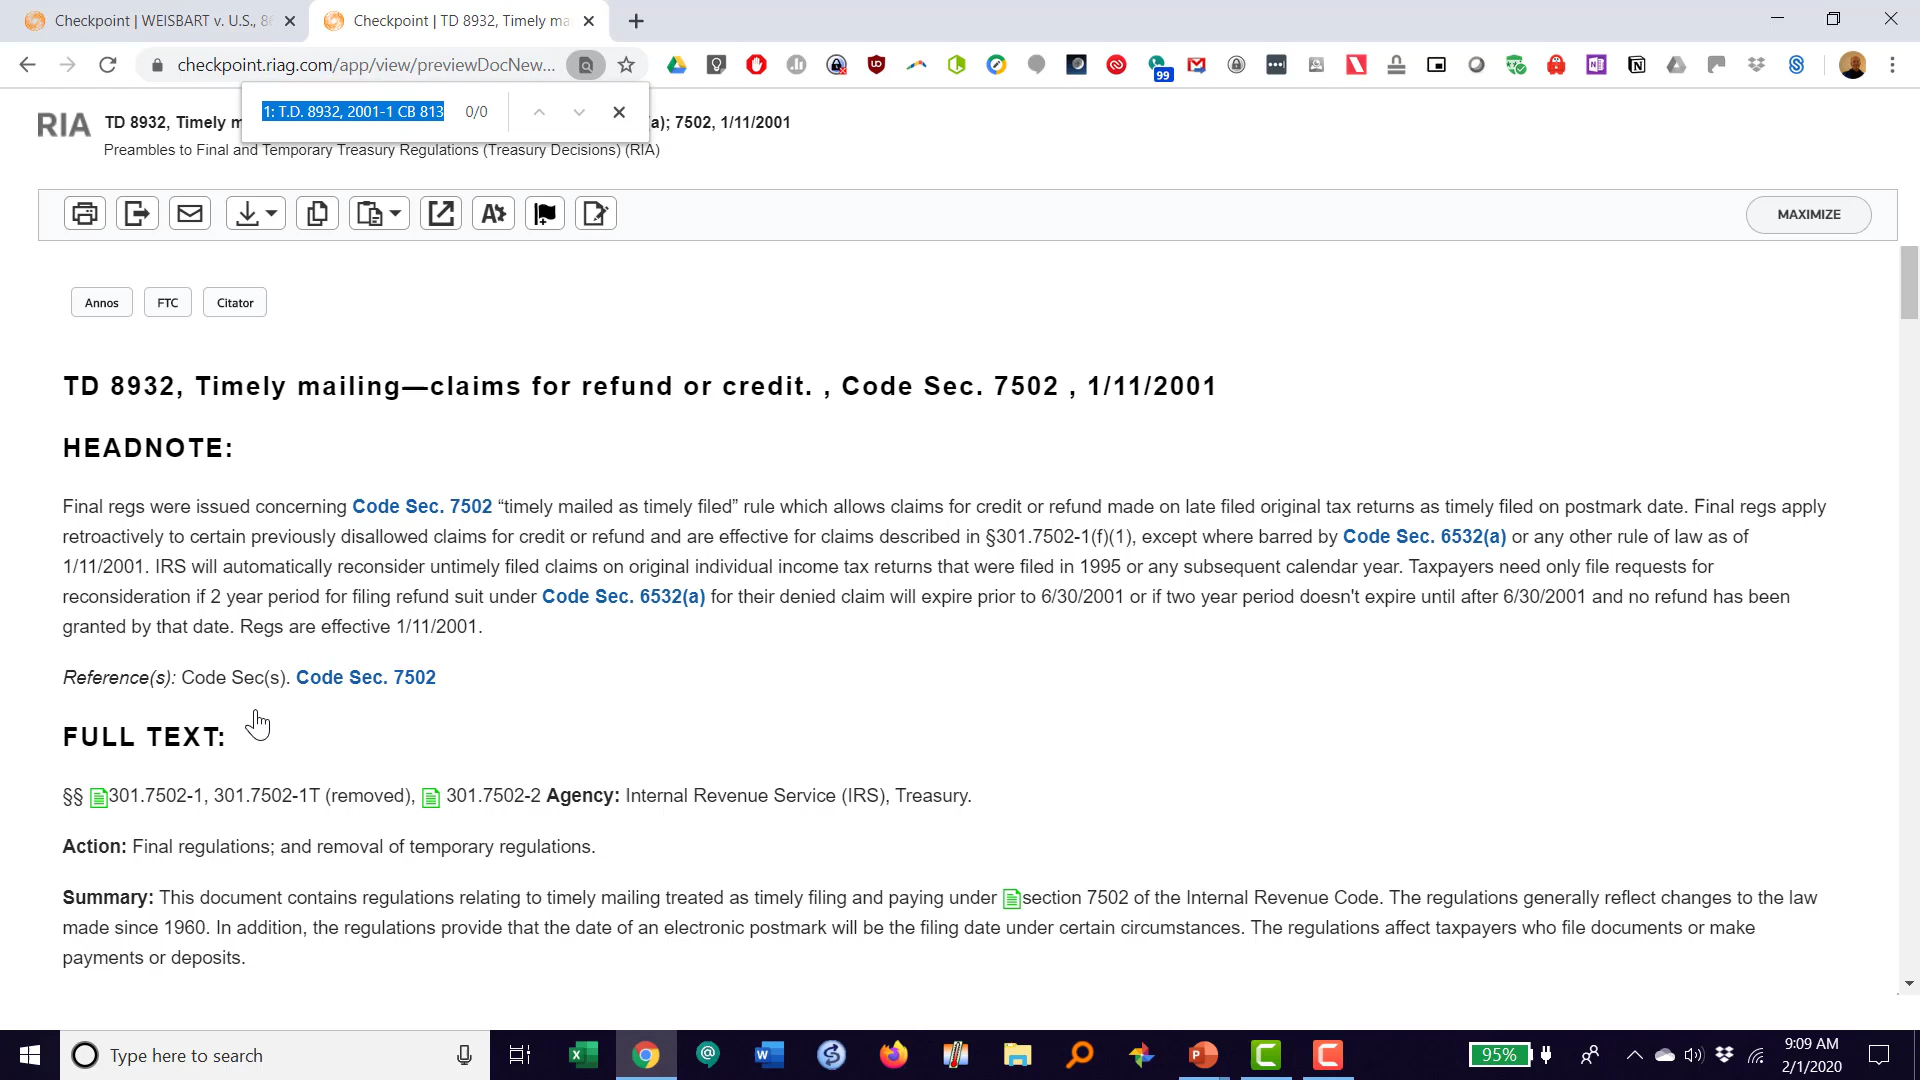 Checkpoint | WEISBART v. U.S., 86
Checkpoint | TD 8932, Timely ma
checkpoint.riag.com/app/view/previewDocNew...
99
1: T.D. 8932, 2001-1 CB 813 0/0
RIA TD 8932, Timely m a); 7502, 1/11/2001
Preambles to Final and Temporary Treasury Regulations (Treasury Decisions) (RIA)
MAXIMIZE
Annos FTC Citator
TD 8932, Timely mailing—claims for refund or credit. , Code Sec. 7502 , 1/11/2001
HEADNOTE:
Final regs were issued concerning Code Sec. 7502 “timely mailed as timely filed” rule which allows claims for credit or refund made on late filed original tax returns as timely filed on postmark date. Final regs apply
retroactively to certain previously disallowed claims for credit or refund and are effective for claims described in §301.7502-1(f)(1), except where barred by Code Sec. 6532(a) or any other rule of law as of
1/11/2001. IRS will automatically reconsider untimely filed claims on original individual income tax returns that were filed in 1995 or any subsequent calendar year. Taxpayers need only file requests for
reconsideration if 2 year period for filing refund suit under Code Sec. 6532(a) for their denied claim will expire prior to 6/30/2001 or if two year period doesn't expire until after 6/30/2001 and no refund has been
granted by that date. Regs are effective 1/11/2001.
Reference(s): Code Sec(s). Code Sec. 7502
FULL TEXT:
§§ 301.7502-1, 301.7502-1T (removed), 301.7502-2 Agency: Internal Revenue Service (IRS), Treasury.
Action: Final regulations; and removal of temporary regulations.
Summary: This document contains regulations relating to timely mailing treated as timely filing and paying under section 7502 of the Internal Revenue Code. The regulations generally reflect changes to the law
made since 1960. In addition, the regulations provide that the date of an electronic postmark will be the filing date under certain circumstances. The regulations affect taxpayers who file documents or make
payments or deposits.
Type here to search
95%
9:09 AM
2/1/2020